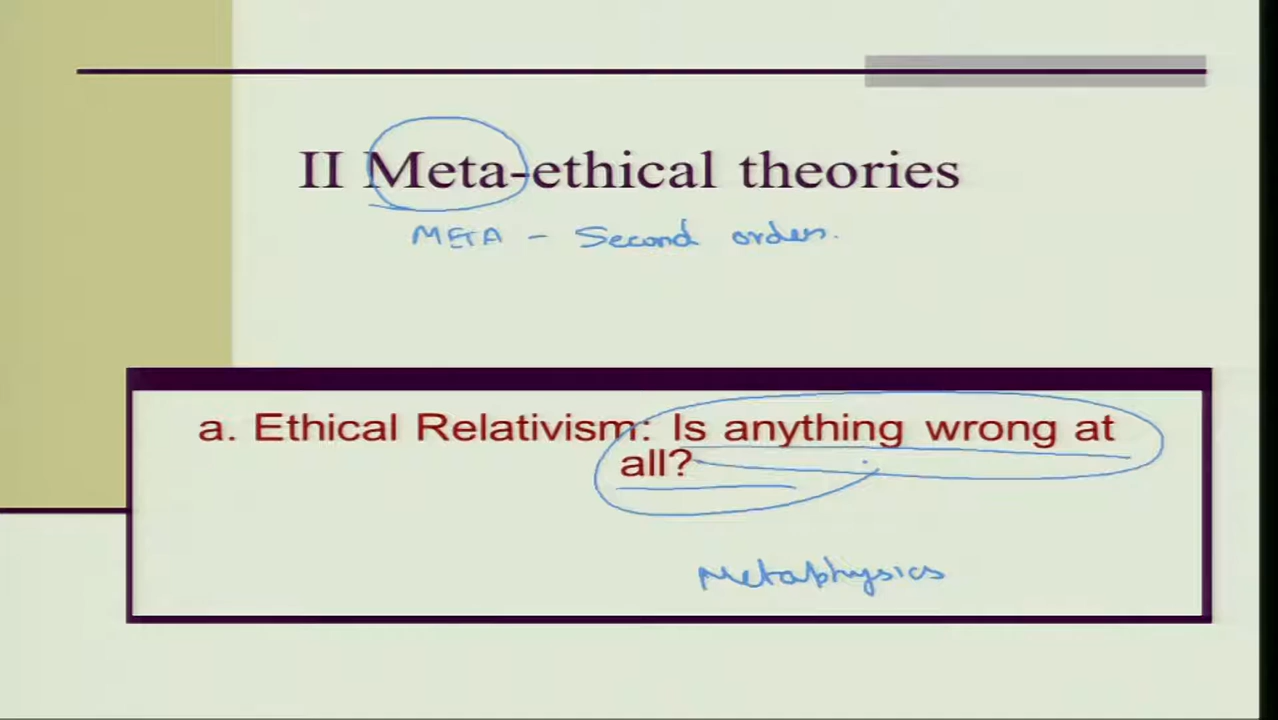 II Meta-ethical theories
META - Second order.
a. Ethical Relativism: Is anything wrong at
all?
Metaphysics